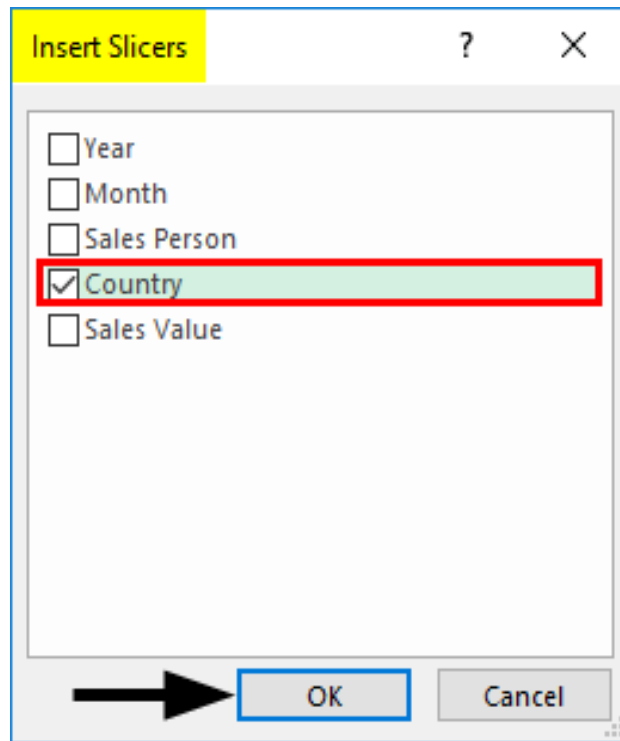 Insert Slicers ?
Year
Month
Sales Person
Country
Sales Value
OK Cancel